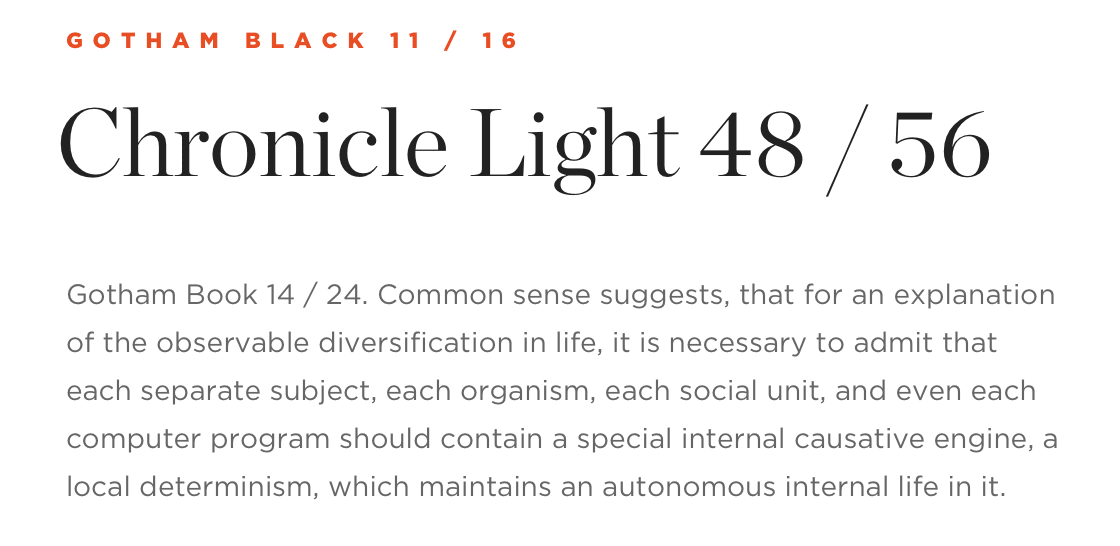 GOTHAM BLACK 11 / 16
Chronicle Light 48 / 56
Gotham Book 14 / 24. Common sense suggests, that for an explanation
of the observable diversification in life, it is necessary to admit that
each separate subject, each organism, each social unit, and even each
computer program should contain a special internal causative engine, a
local determinism, which maintains an autonomous internal life in it.